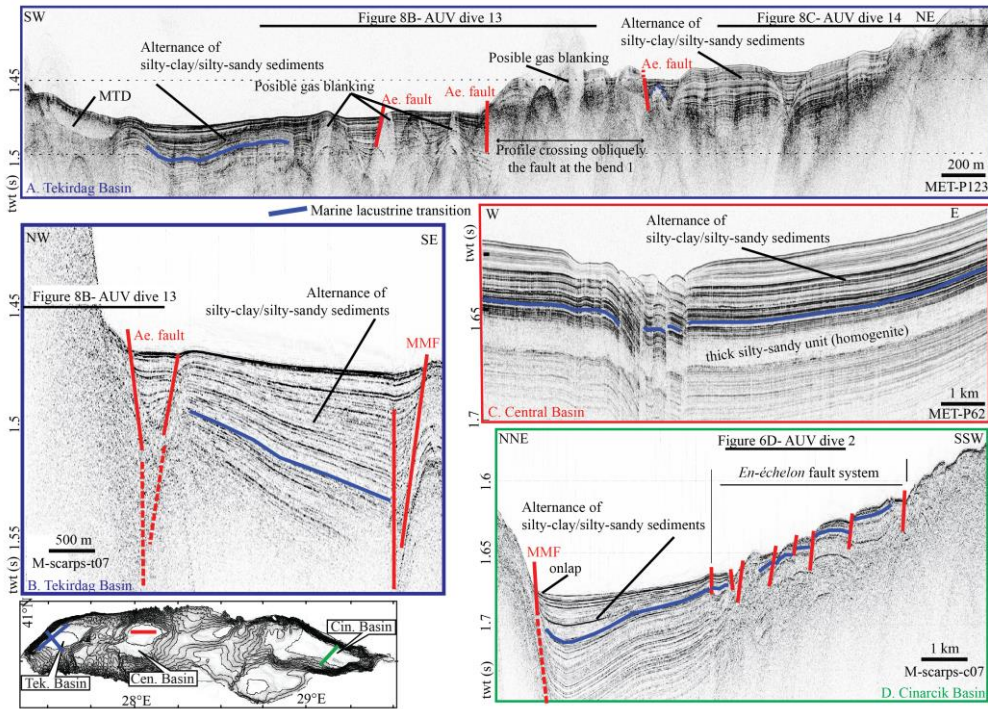 SW
Figure 8B- AUV dive 13
Figure 8C- AUV dive 14
NE
Alternance of
silty-clay/silty-sandy sediments
Alternance of
silty-clay/silty-sandy sediments
Posible gas blanking
Posible gas blanking
Ae. fault
Ae. fault
Ae. fault
MTD
1.45
1.5
twt (s)
Profile crossing obliquely
the fault at the bend 1
200 m
MET-P123
A. Tekirdag Basin
Marine lacustrine transition
NW
SE
Figure 8B- AUV dive 13
Ae. fault
Alternance of
silty-clay/silty-sandy sediments
MMF
1.45
1.5
1.55
twt (s)
500 m
M-scarps-t07
B. Tekirdag Basin
W
E
twt (s)
Alternance of
silty-clay/silty-sandy sediments
1.65
1.7
thick silty-sandy unit (homogenite)
1 km
MET-P62
C. Central Basin
NNE
SSW
Figure 6D- AUV dive 2
En-échelon fault system
Alternance of
silty-clay/silty-sandy sediments
MMF
onlap
1.6
1.65
1.7
twt (s)
1 km
M-scarps-c07
D. Cinarcik Basin
41°N
Cin. Basin
Tek. Basin
Cen. Basin
28°E
29°E